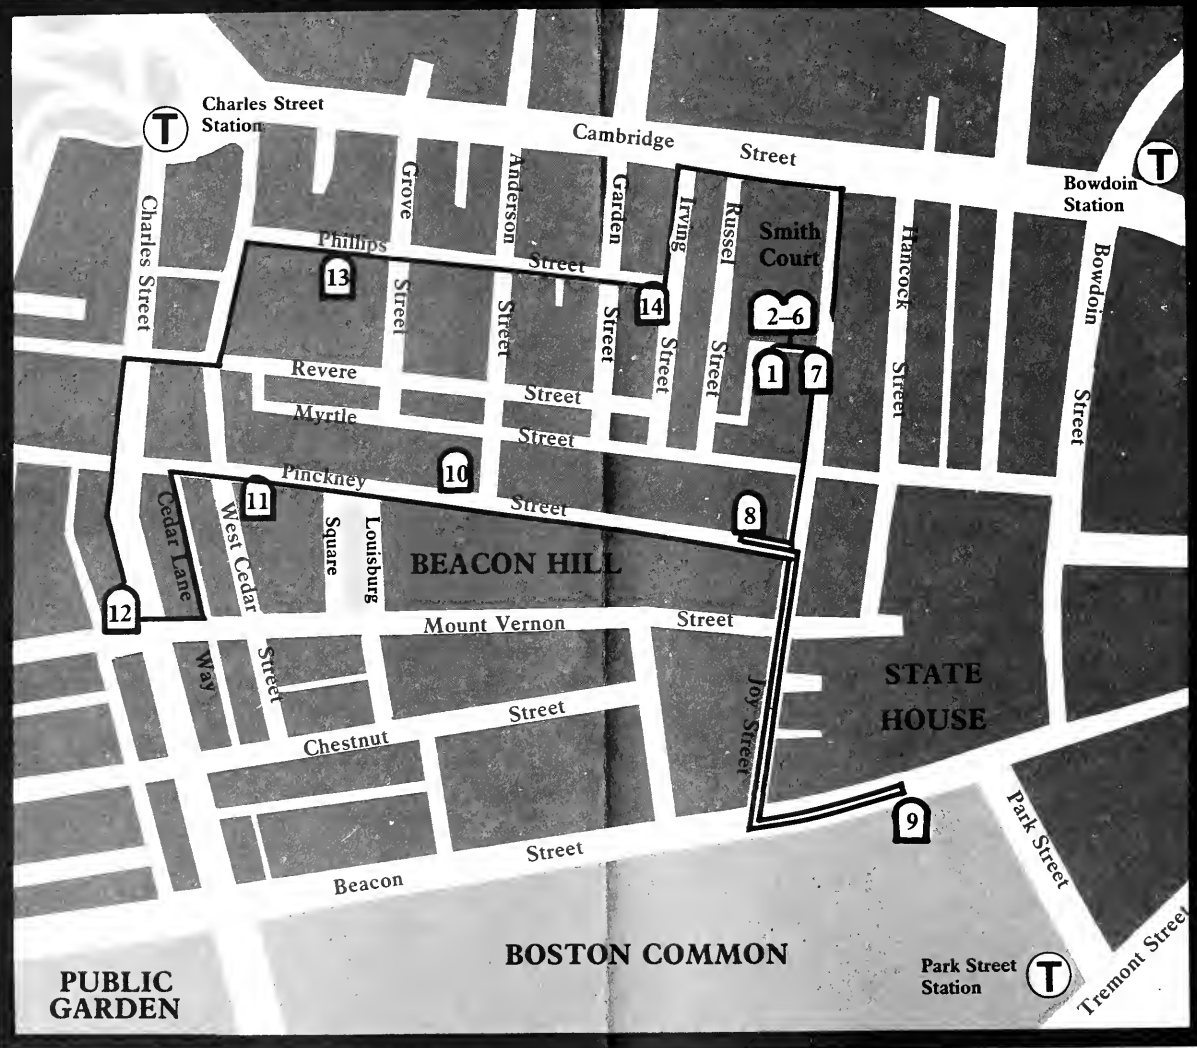 Charles Street
Station
T
Cambridge
Street
T
Bowdoin
Station
Charles Street
Grove
Street
Anderson
Street
Garden
Street
Irving
Street
Russel
Street
Smith
Court
Hancock
Street
Bowdoin
Street
Phillips
Street
13
14
2–6
1
7
Revere
Street
Myrtle
Street
Pinckney
Street
10
11
8
Cedar Lane
Way
West Cedar
Street
Louisburg
Square
BEACON HILL
12
Mount Vernon
Street
STATE
HOUSE
Joy Street
Chestnut
Street
9
Park Street
Beacon
Street
BOSTON COMMON
PUBLIC
GARDEN
Park Street
Station
T
Tremont Street